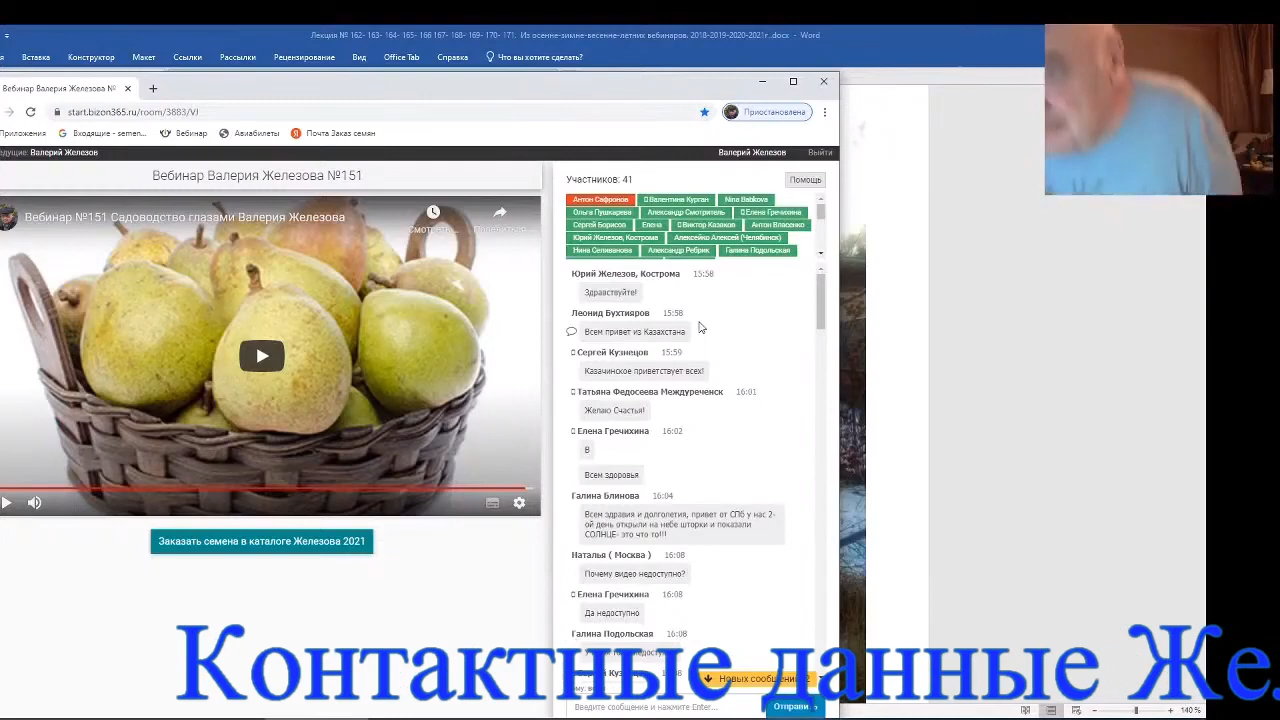 Лекция № 162- 163- 164- 165- 166 167- 168- 169- 170- 171. Из осенне-зимне-весенне-летних вебинаров. 2018-2019-2020-2021г..docx - Word
Вставка Конструктор Макет Ссылки Рассылки Рецензирование Вид Office Tab Справка Что вы хотите сделать?
Вебинар Валерия Железова №
start.bizon365.ru/room/3883/VJ
Приостановлена
Приложения Входящие - semen... Вебинар Авиабилеты Почта Заказ семян
едущие: Валерий Железов
Валерий Железов Выйти
Вебинар Валерия Железова №151
Вебинар №151 Садоводство глазами Валерия Железова
Смотреть ... Поделиться...
Заказать семена в каталоге Железова 2021
Участников: 41
Помощь
Антон Сафронов Валентина Курган Nina Babkova
Ольга Пушкарева Александр Смотритель Елена Гречихина
Сергей Борисов Елена Виктор Казаков Антон Власенко
Юрий Железов, Кострома Алексейко Алексей (Челябинск)
Нина Селиванова Александр Ребрик Галина Подольская
Юрий Железов, Кострома 15:58
Здравствуйте!
Леонид Бухтияров 15:58
Всем привет из Казахстана
Сергей Кузнецов 15:59
Казачинское приветствует всех!
Татьяна Федосеева Междуреченск 16:01
Желаю Счастья!
Елена Гречихина 16:02
В
Всем здоровья
Галина Блинова 16:04
Всем здравия и долголетия, привет от СПб у нас 2-
ой день открыли на небе шторки и показали
СОЛНЦЕ- это что то!!!
Наталья ( Москва ) 16:08
Почему видео недоступно?
Елена Гречихина 16:08
Да недоступно
Галина Подольская 16:08
Контактные данные Же
Новых сообщений
Введите сообщение и нажмите Enter...
Отправить
140 %